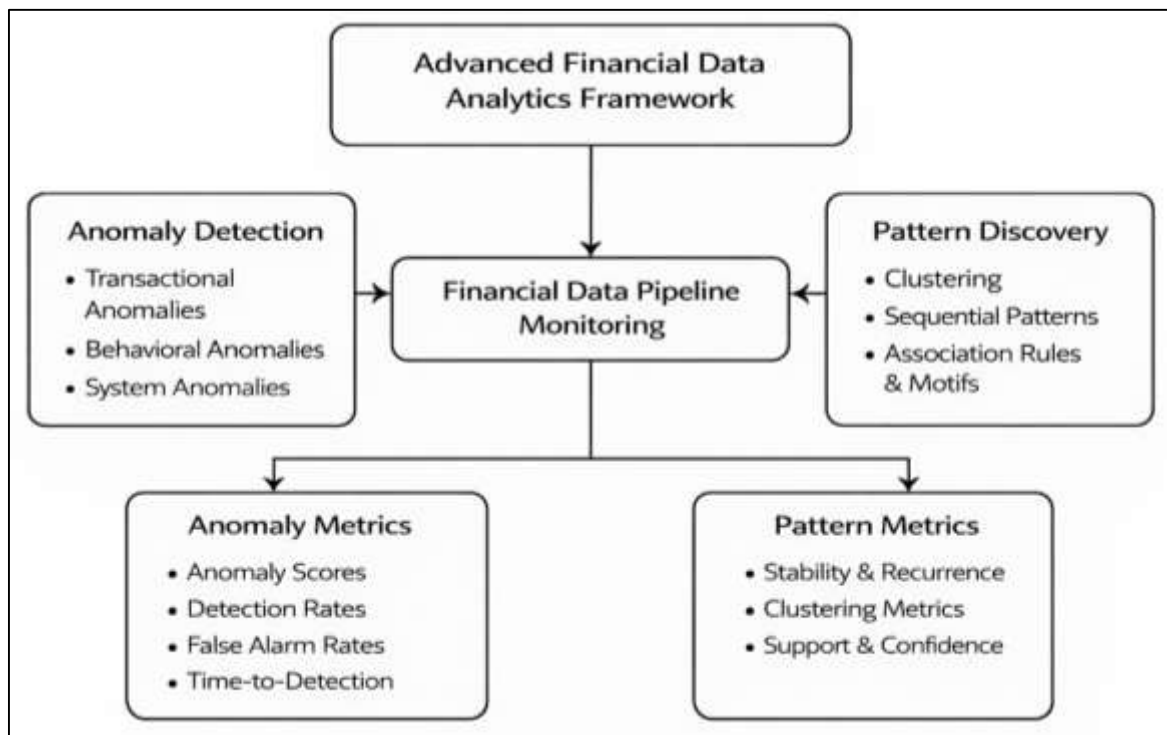 Advanced Financial Data
Analytics Framework
Anomaly Detection
• Transactional
Anomalies
• Behavioral Anomalies
• System Anomalies
Financial Data Pipeline
Monitoring
Pattern Discovery
• Clustering
• Sequential Patterns
• Association Rules
& Motifs
Anomaly Metrics
• Anomaly Scores
• Detection Rates
• False Alarm Rates
• Time-to-Detection
Pattern Metrics
• Stability & Recurrence
• Clustering Metrics
• Support & Confidence